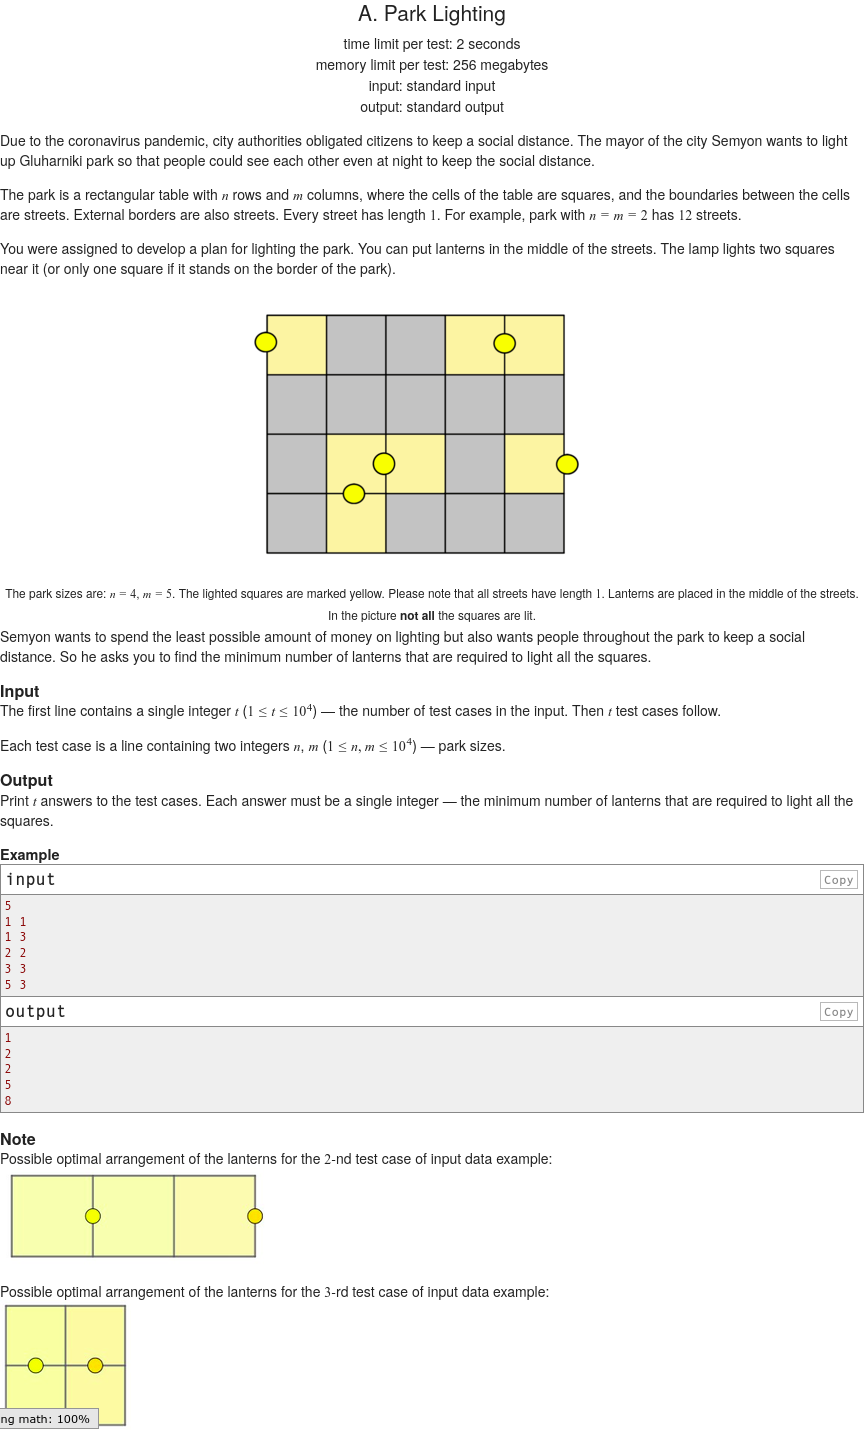 A. Park Lighting
time limit per test: 2 seconds
memory limit per test: 256 megabytes
input: standard input
output: standard output
Due to the coronavirus pandemic, city authorities obligated citizens to keep a social distance. The mayor of the city Semyon wants to light
up Gluharniki park so that people could see each other even at night to keep the social distance.
The park is a rectangular table with n rows and m columns, where the cells of the table are squares, and the boundaries between the cells
are streets. External borders are also streets. Every street has length 1. For example, park with n = m = 2 has 12 streets.
You were assigned to develop a plan for lighting the park. You can put lanterns in the middle of the streets. The lamp lights two squares
near it (or only one square if it stands on the border of the park).
The park sizes are: n = 4, m = 5. The lighted squares are marked yellow. Please note that all streets have length 1. Lanterns are placed in the middle of the streets.
In the picture not all the squares are lit.
Semyon wants to spend the least possible amount of money on lighting but also wants people throughout the park to keep a social
distance. So he asks you to find the minimum number of lanterns that are required to light all the squares.
Input
The first line contains a single integer t (1 ≤ t ≤ 10⁴) — the number of test cases in the input. Then t test cases follow.
Each test case is a line containing two integers n, m (1 ≤ n, m ≤ 10⁴) — park sizes.
Output
Print t answers to the test cases. Each answer must be a single integer — the minimum number of lanterns that are required to light all the
squares.
Example
input Copy
5
1 1
1 3
2 2
3 3
5 3
output Copy
1
2
2
5
8
Note
Possible optimal arrangement of the lanterns for the 2-nd test case of input data example:
Possible optimal arrangement of the lanterns for the 3-rd test case of input data example:
ng math: 100%